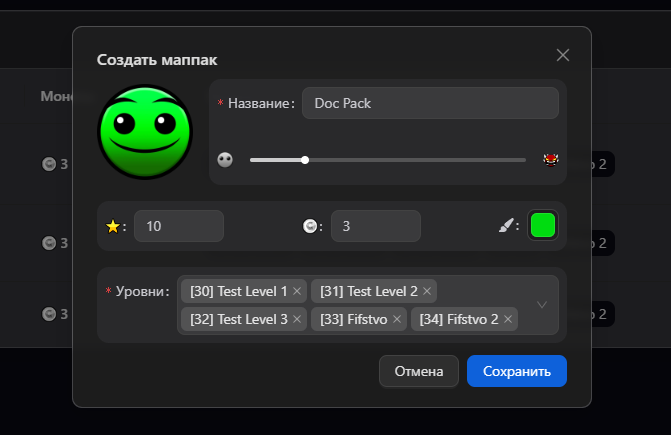 Создать маппак
* Название: Doc Pack
: 10 : 3 :
* Уровни: [30] Test Level 1 × [31] Test Level 2 ×
[32] Test Level 3 × [33] Fifstvo × [34] Fifstvo 2 ×
Отмена Сохранить
3
2
3
2
3
2